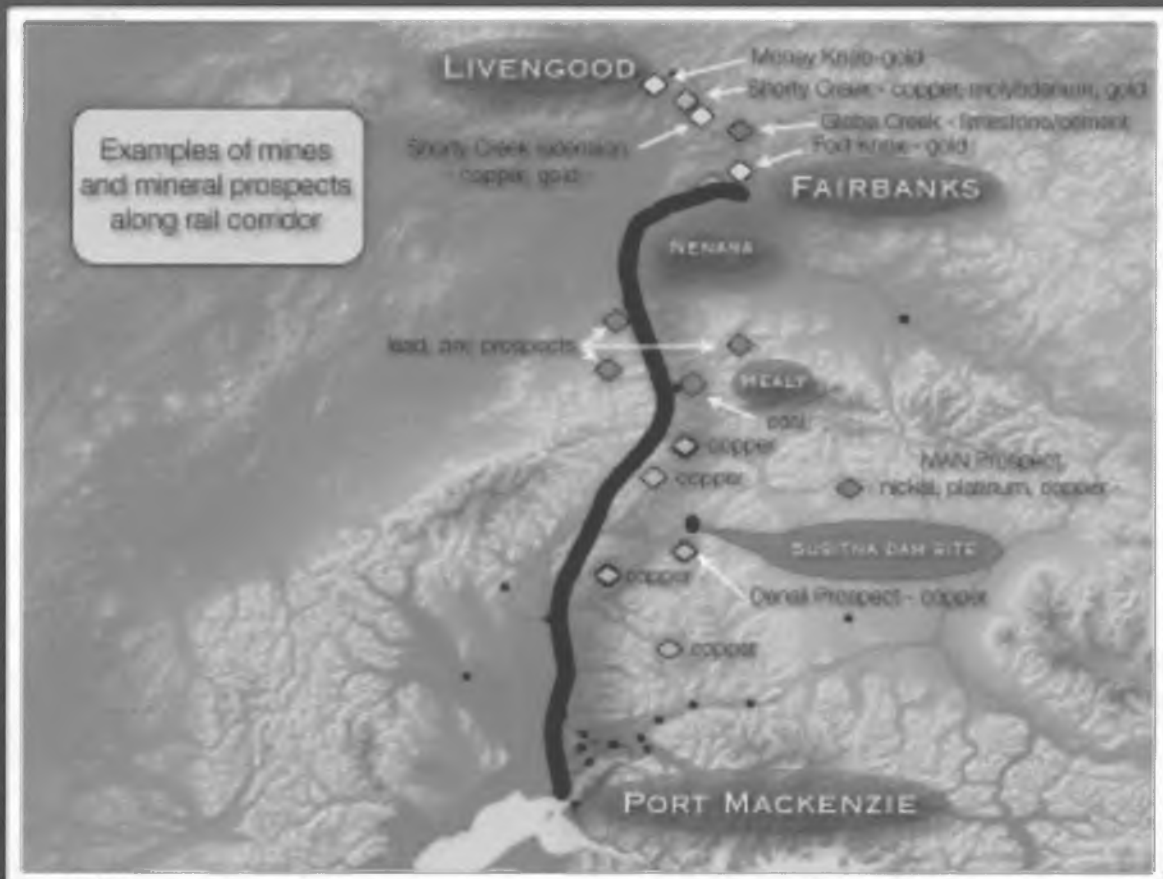 LIVENGOOD
Money Knob-gold
Shorty Creek - copper, molybdenum, gold
Globe Creek - limestone/cement
Fort Knox - gold
Shorty Creek extension
- copper, gold -
Examples of mines
and mineral prospects
along rail corridor
FAIRBANKS
NENANA
lead, zinc prospects
HEALY
coal
copper
copper
MAN Prospect
nickel, platinum, copper -
SUSITNA DAM SITE
copper
Denali Prospect - copper
copper
PORT MACKENZIE